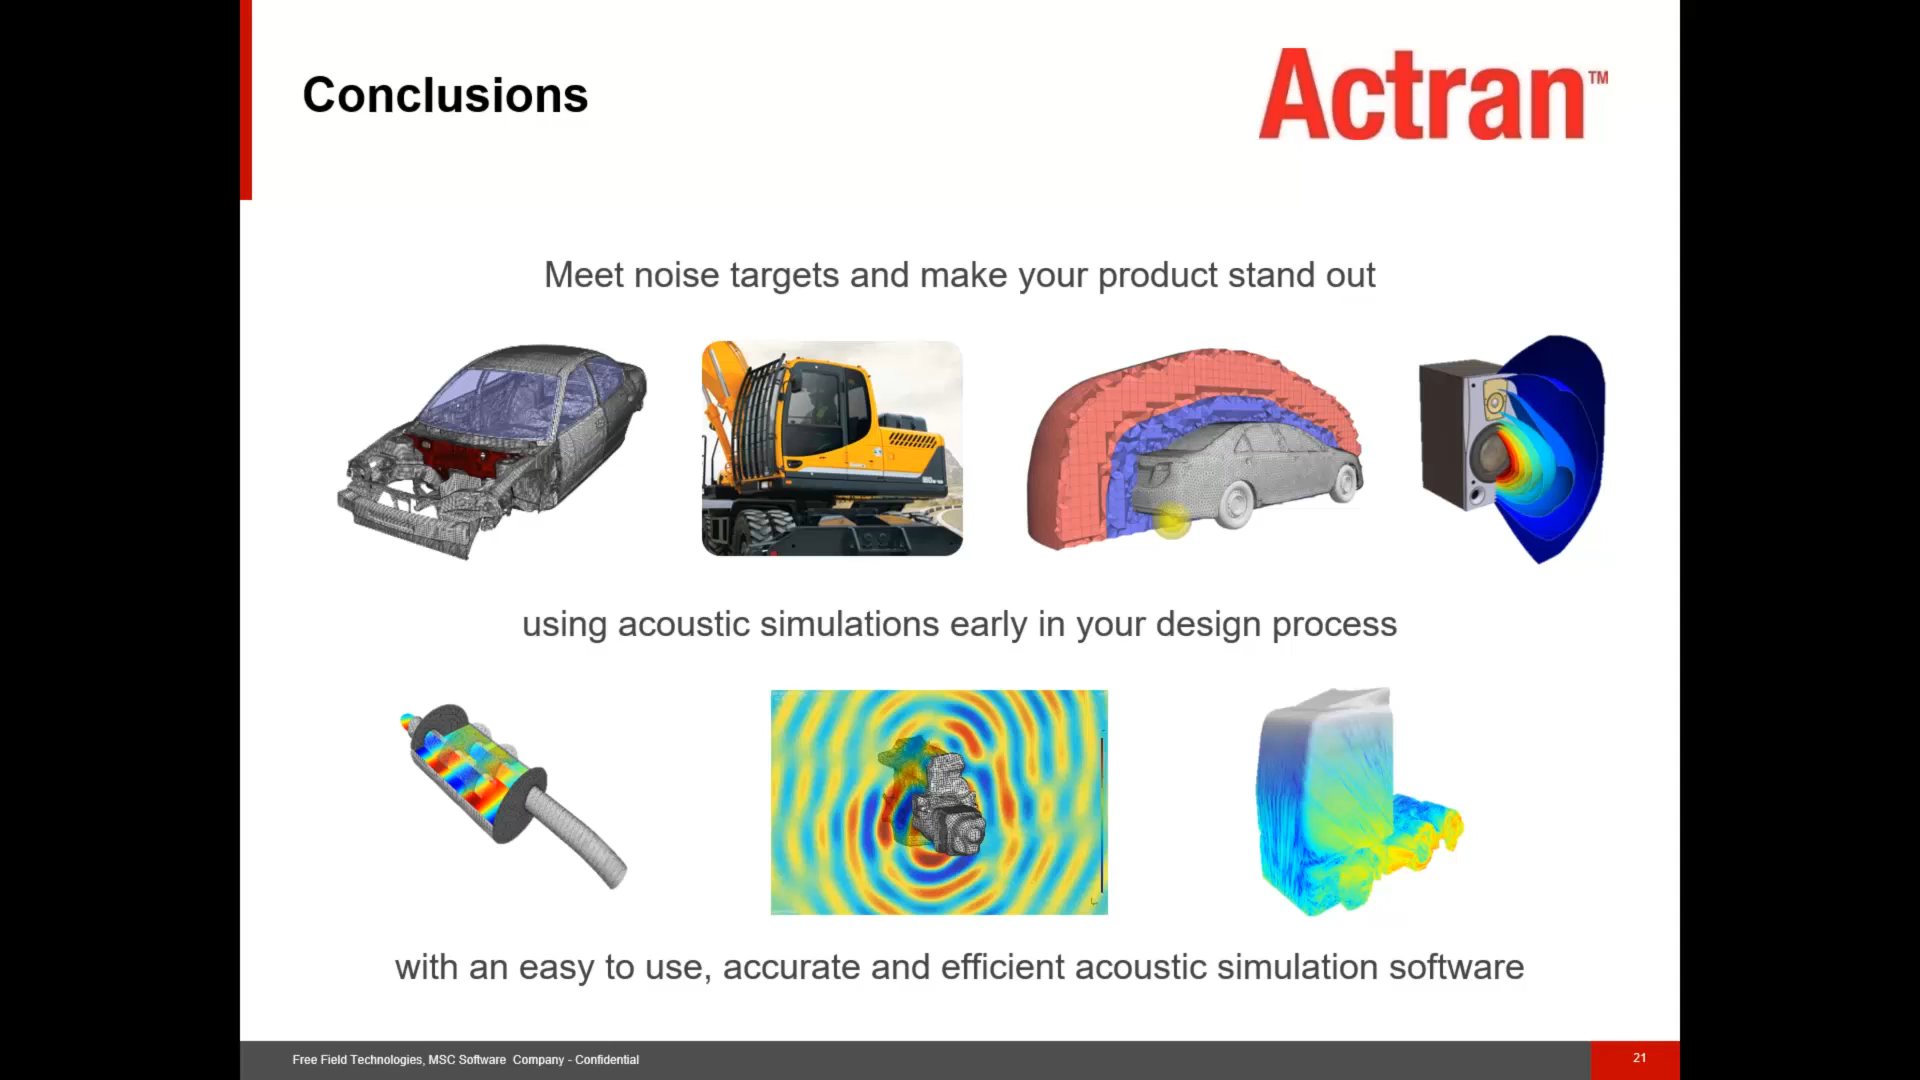 Conclusions
Actran™
Meet noise targets and make your product stand out
using acoustic simulations early in your design process
with an easy to use, accurate and efficient acoustic simulation software
Free Field Technologies, MSC Software Company - Confidential
21